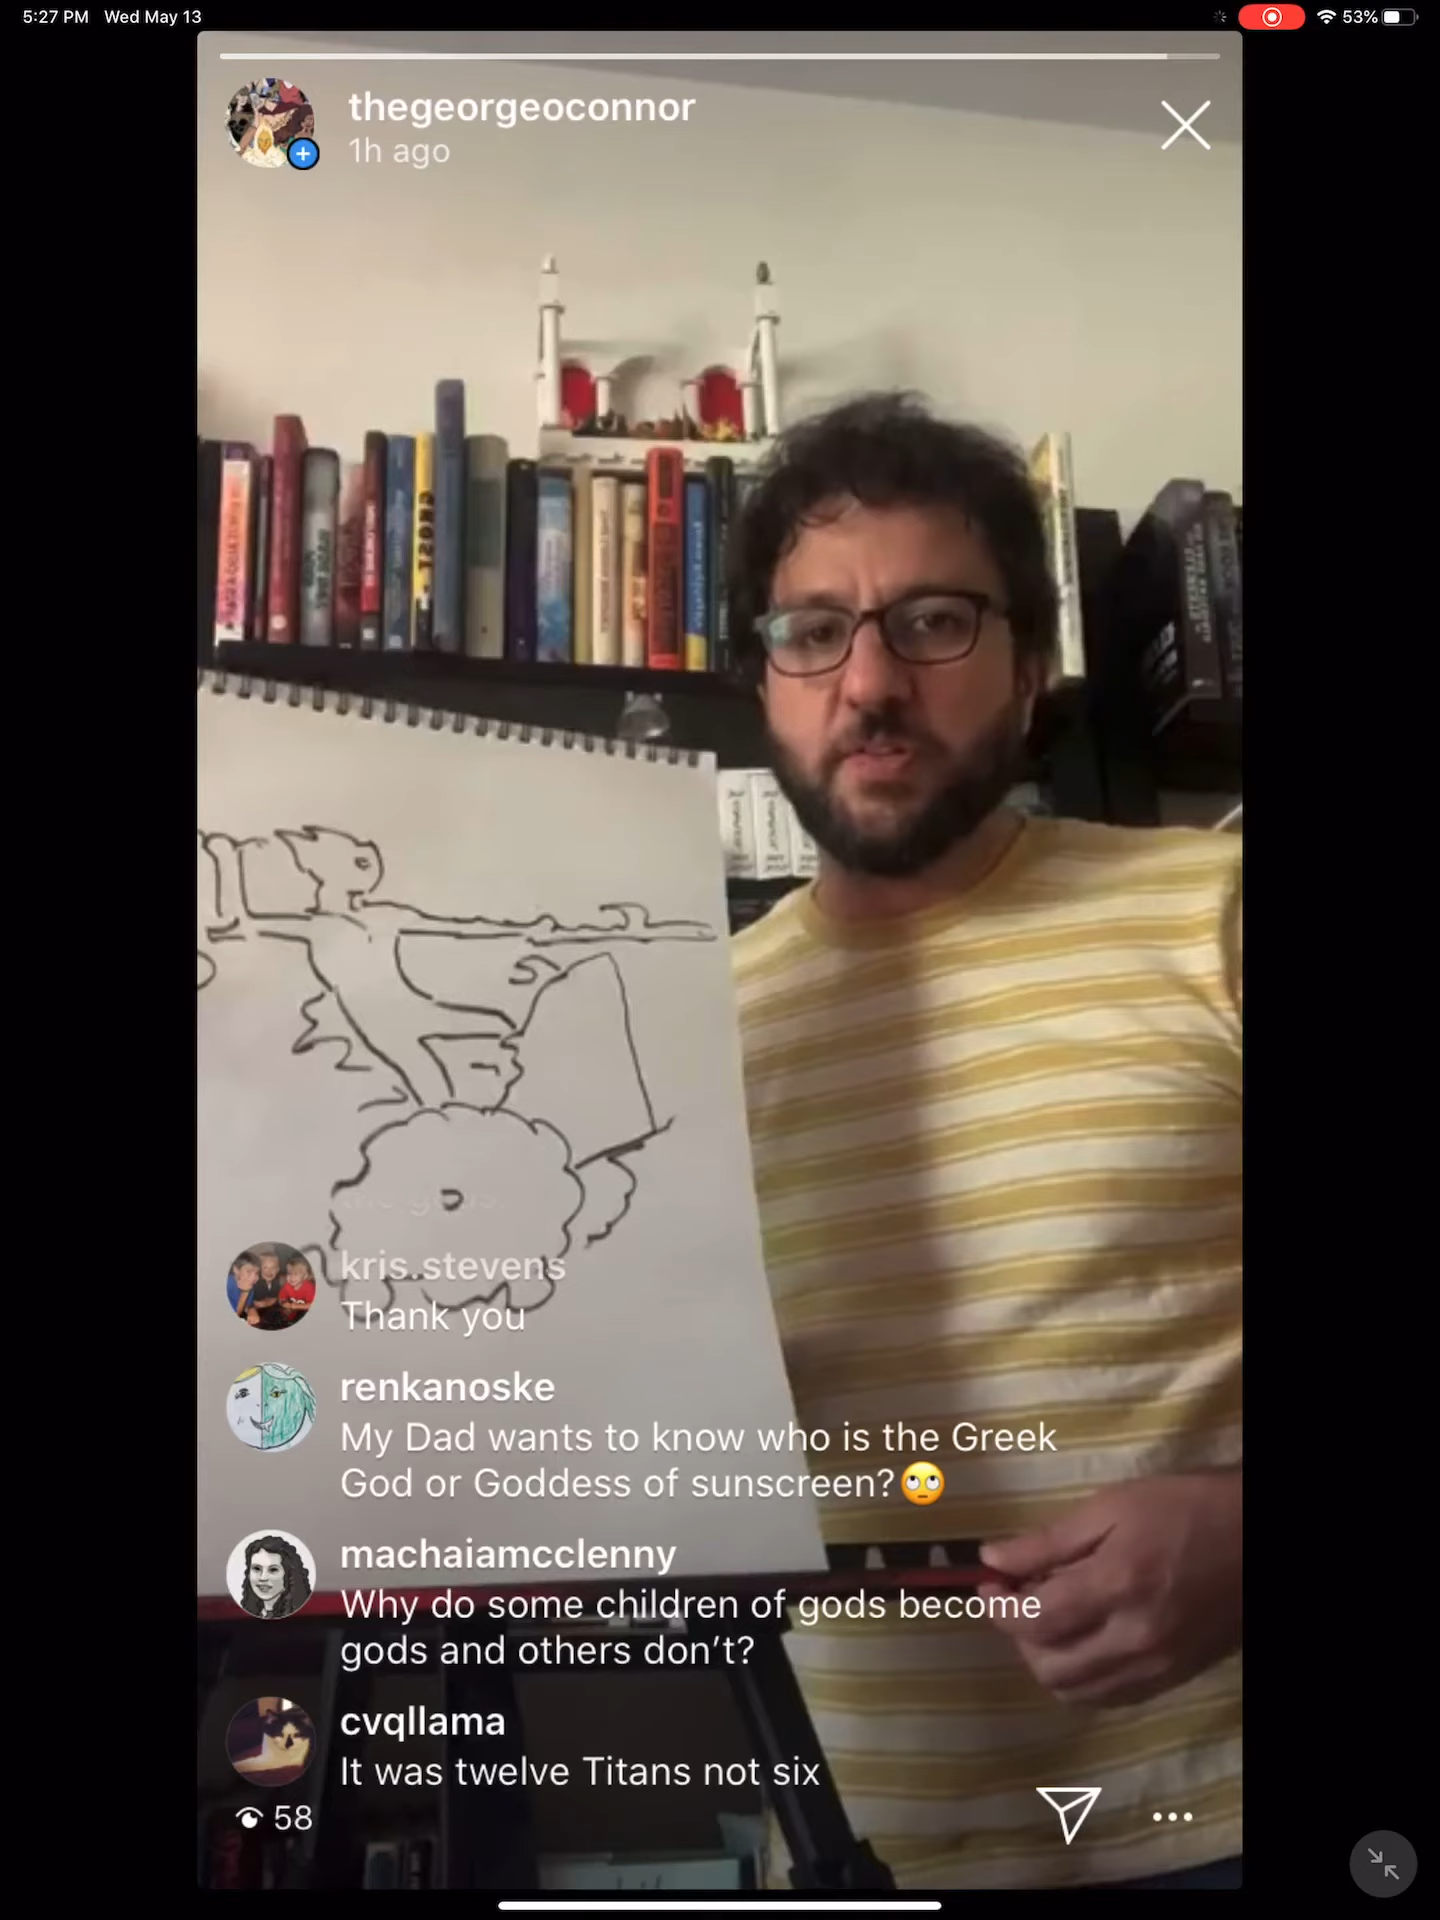 5:27 PM Wed May 13
53%
thegeorgeoconnor
1h ago
kris.stevens
Thank you
renkanoske
My Dad wants to know who is the Greek
God or Goddess of sunscreen?🙄
machaiamcclenny
Why do some children of gods become
gods and others don't?
cvqllama
It was twelve Titans not six
58